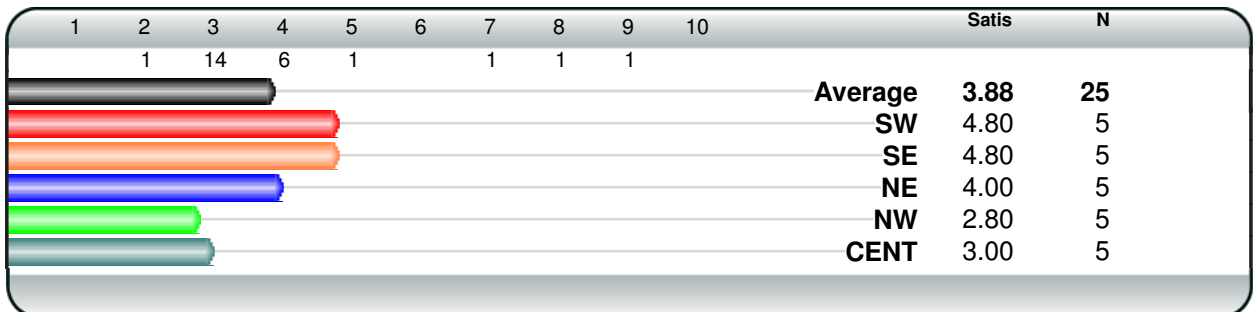 1 2 3 4 5 6 7 8 9 10 Satis N
1 14 6 1 1 1 1
Average 3.88 25
SW 4.80 5
SE 4.80 5
NE 4.00 5
NW 2.80 5
CENT 3.00 5